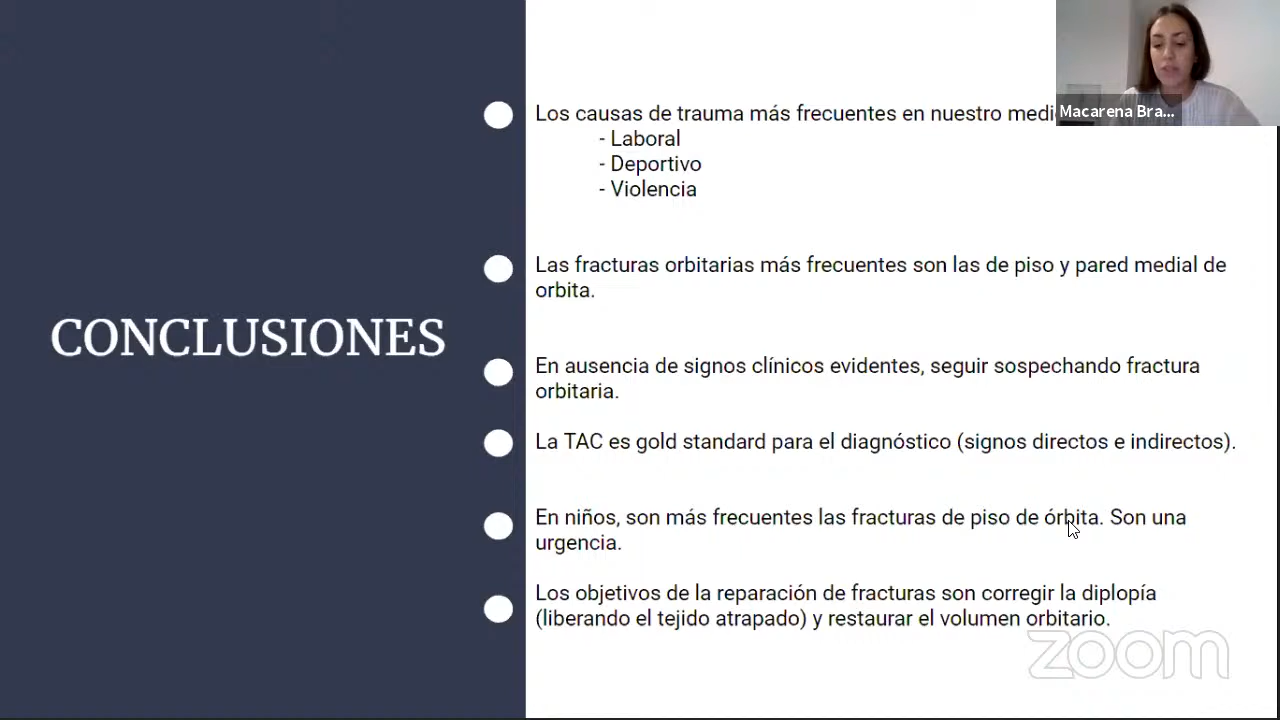 Los causas de trauma más frecuentes en nuestro
- Laboral
- Deportivo
- Violencia
Las fracturas orbitarias más frecuentes son las de piso y pared medial de
orbita.
CONCLUSIONES
En ausencia de signos clínicos evidentes, seguir sospechando fractura
orbitaria.
La TAC es gold standard para el diagnóstico (signos directos e indirectos).
En niños, son más frecuentes las fracturas de piso de órbita. Son una
urgencia.
Los objetivos de la reparación de fracturas son corregir la diplopía
(liberando el tejido atrapado) y restaurar el volumen orbitario.
Macarena Bra...
zoom